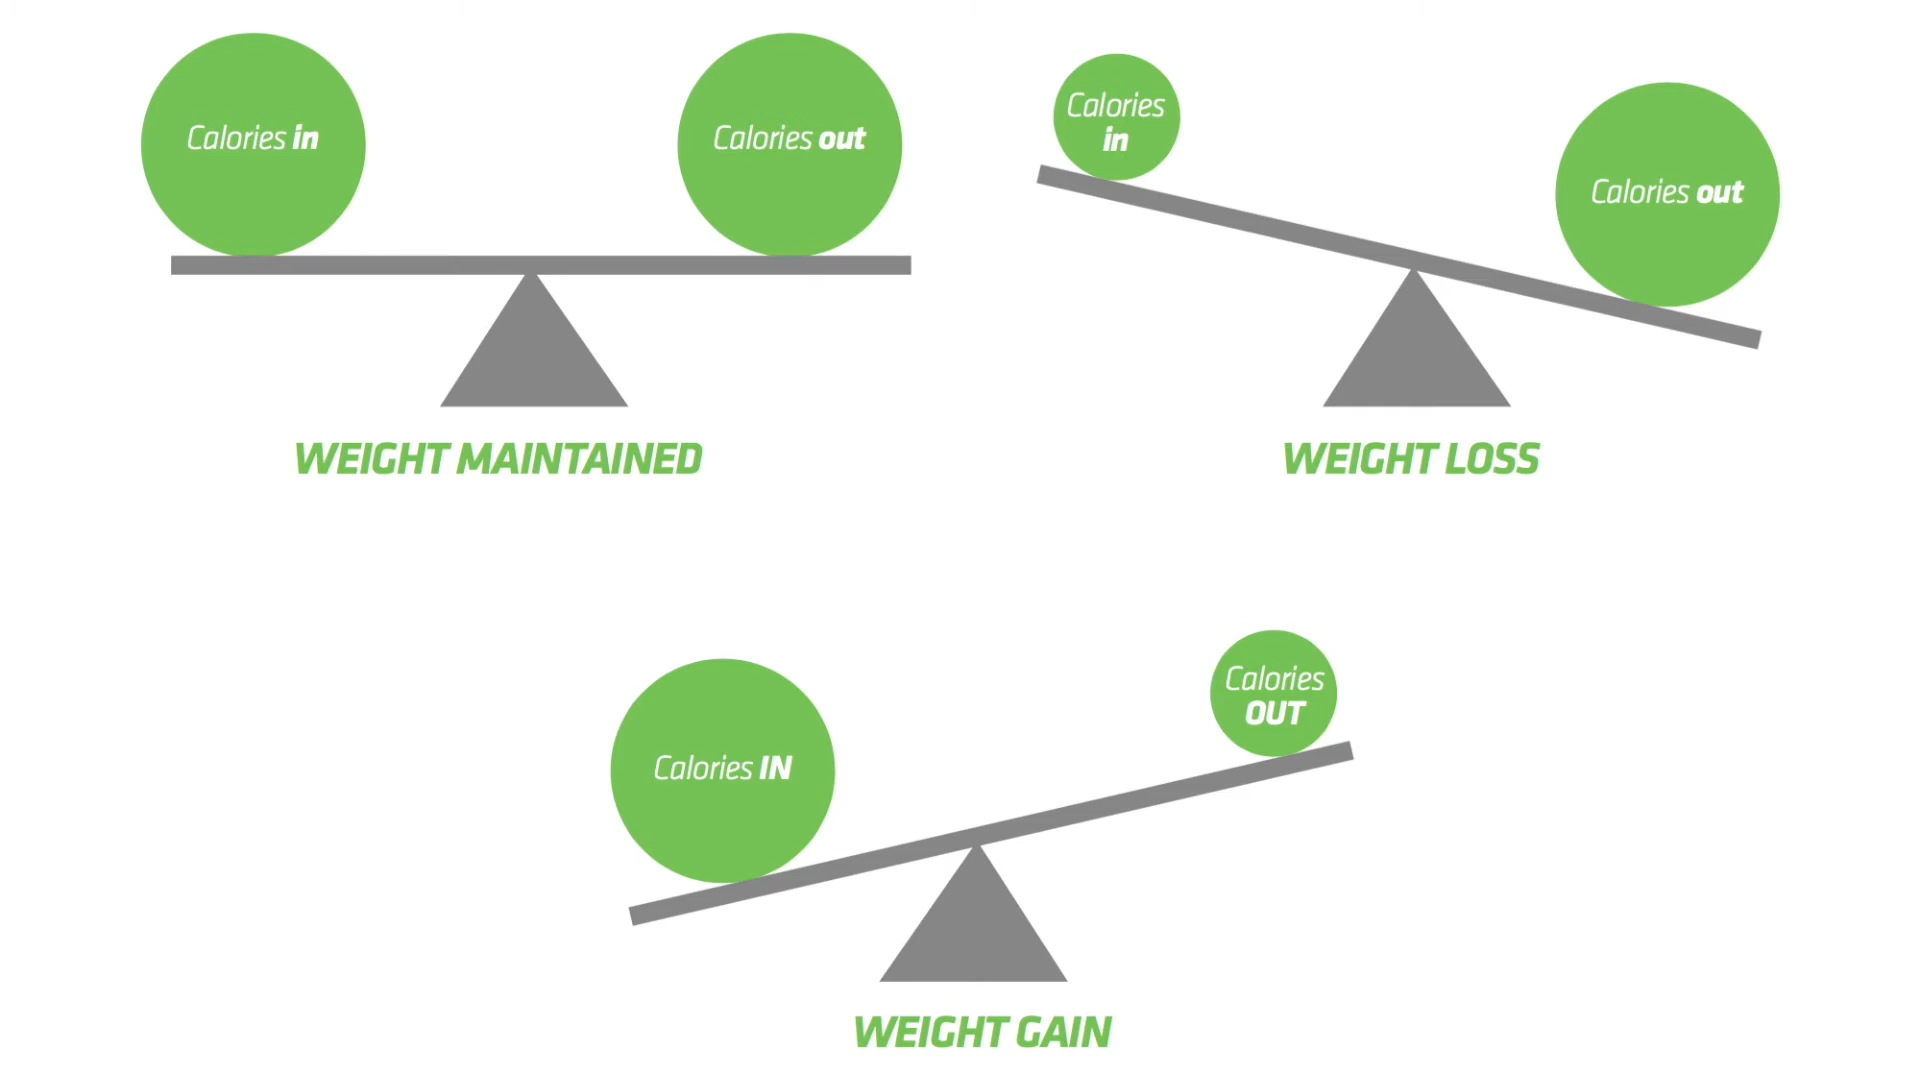 Calories in
Calories out
WEIGHT MAINTAINED
Calories
in
Calories out
WEIGHT LOSS
Calories IN
Calories
OUT
WEIGHT GAIN